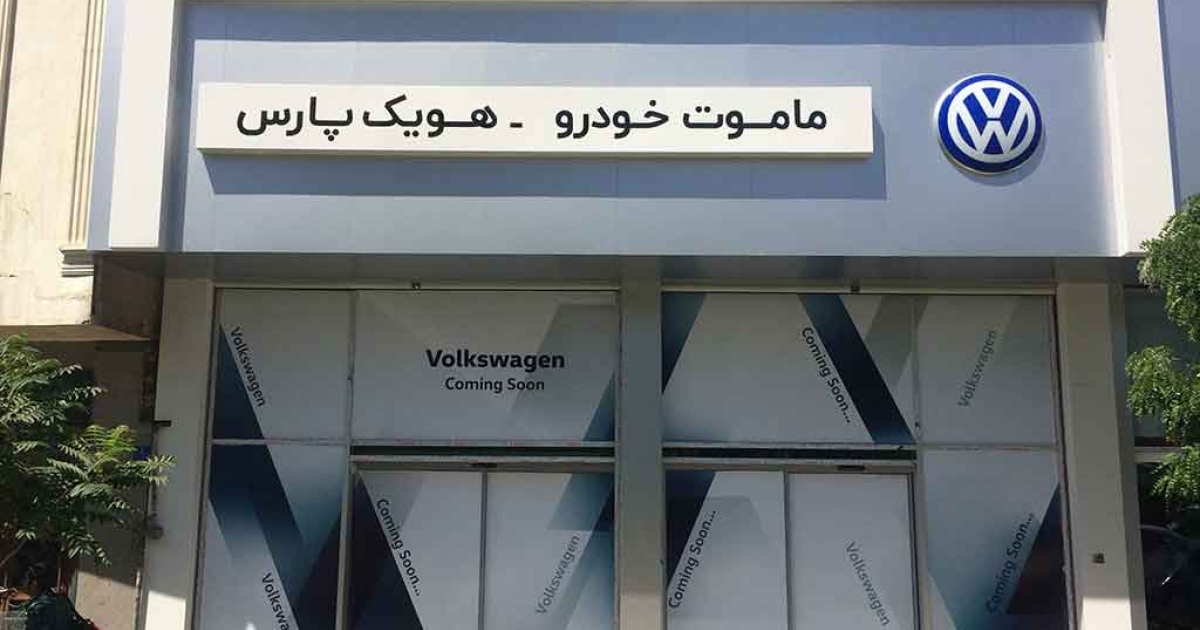 ماموت خودرو - هویک پارس
Volkswagen
Volkswagen
Coming Soon
Coming Soon...
Volkswagen
Coming Soon...
Volkswagen
Coming Soon...
Volkswagen
Coming Soon...